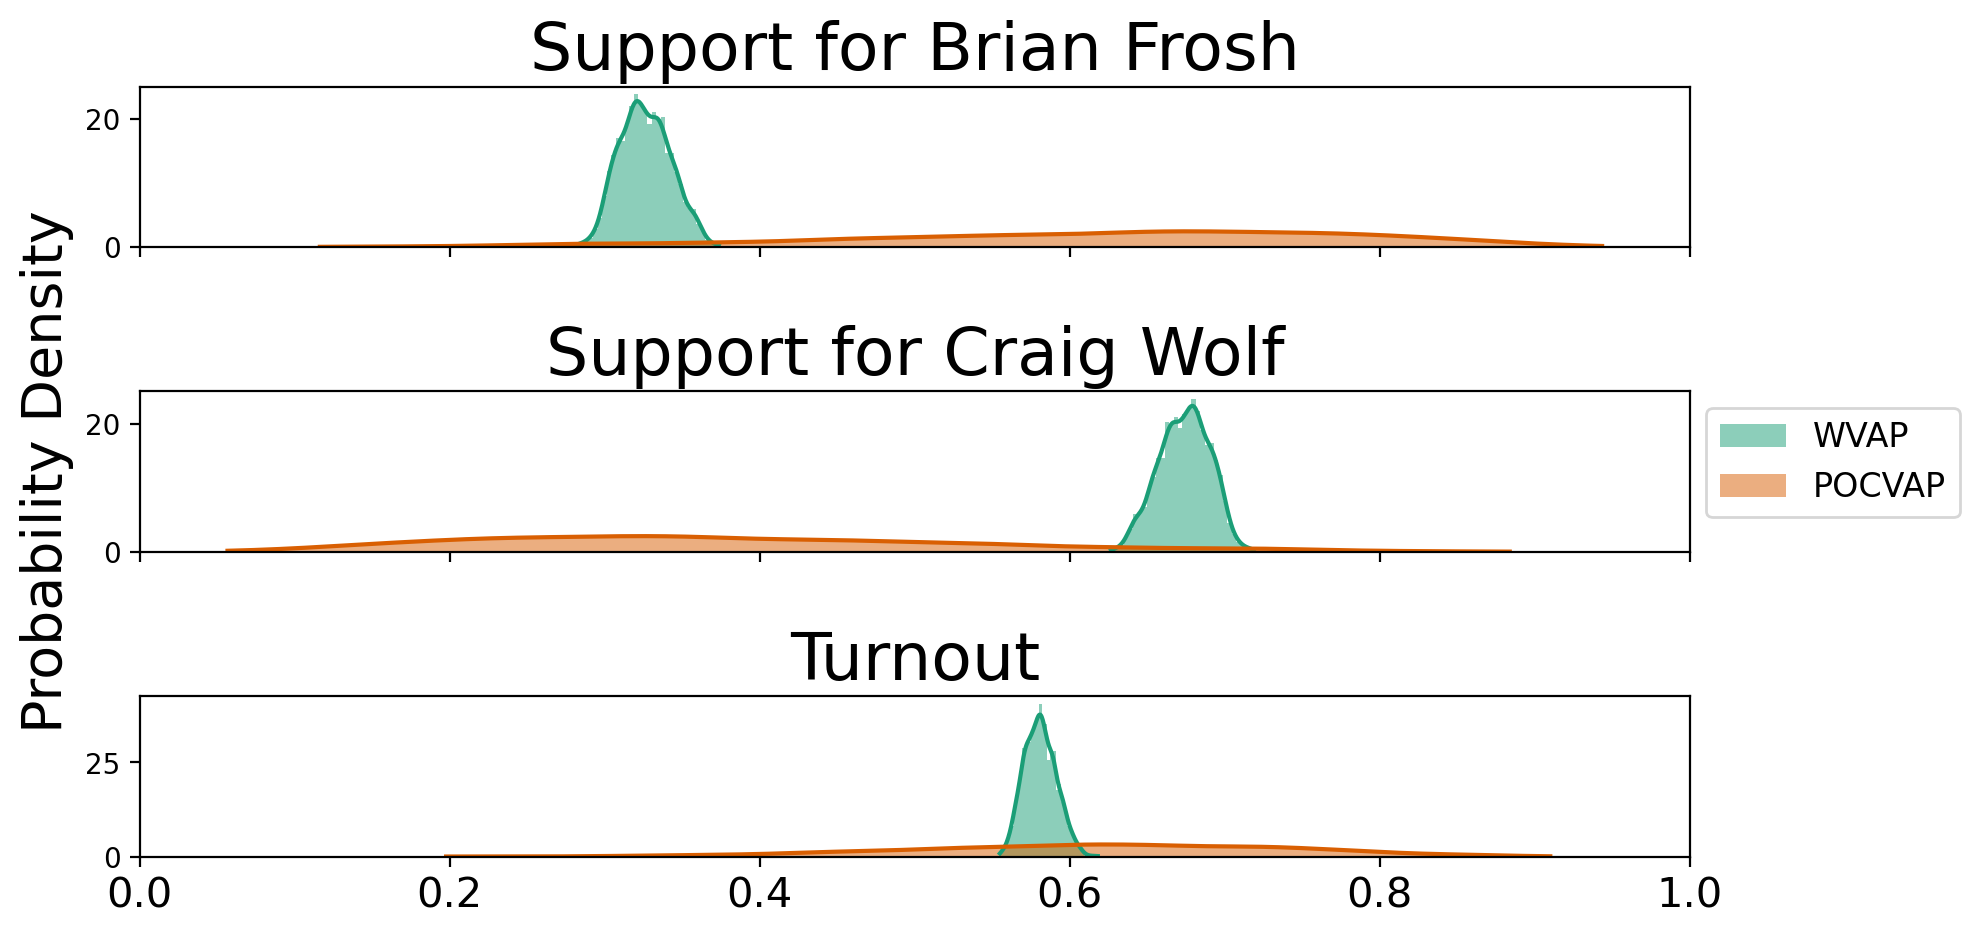 Support for Brian Frosh
20
0
Support for Craig Wolf
20
0
Probability Density
WVAP
POCVAP
Turnout
25
0
0.0 0.2 0.4 0.6 0.8 1.0